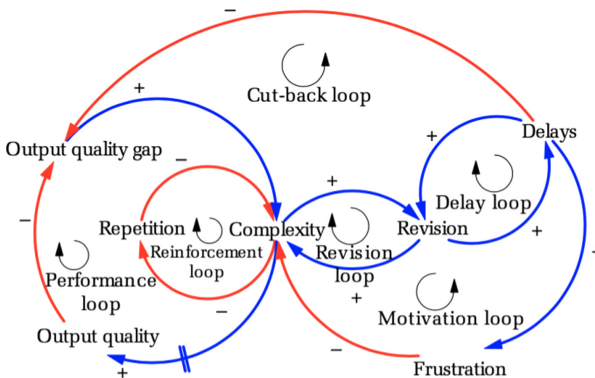 −
Cut-back loop
+
Output quality gap
−
+
+
Delays
Delay loop
Repetition
Complexity
Revision
−
Reinforcement
loop
Revision
loop
+
Performance
loop
−
+
Motivation loop
Output quality
+
−
Frustration